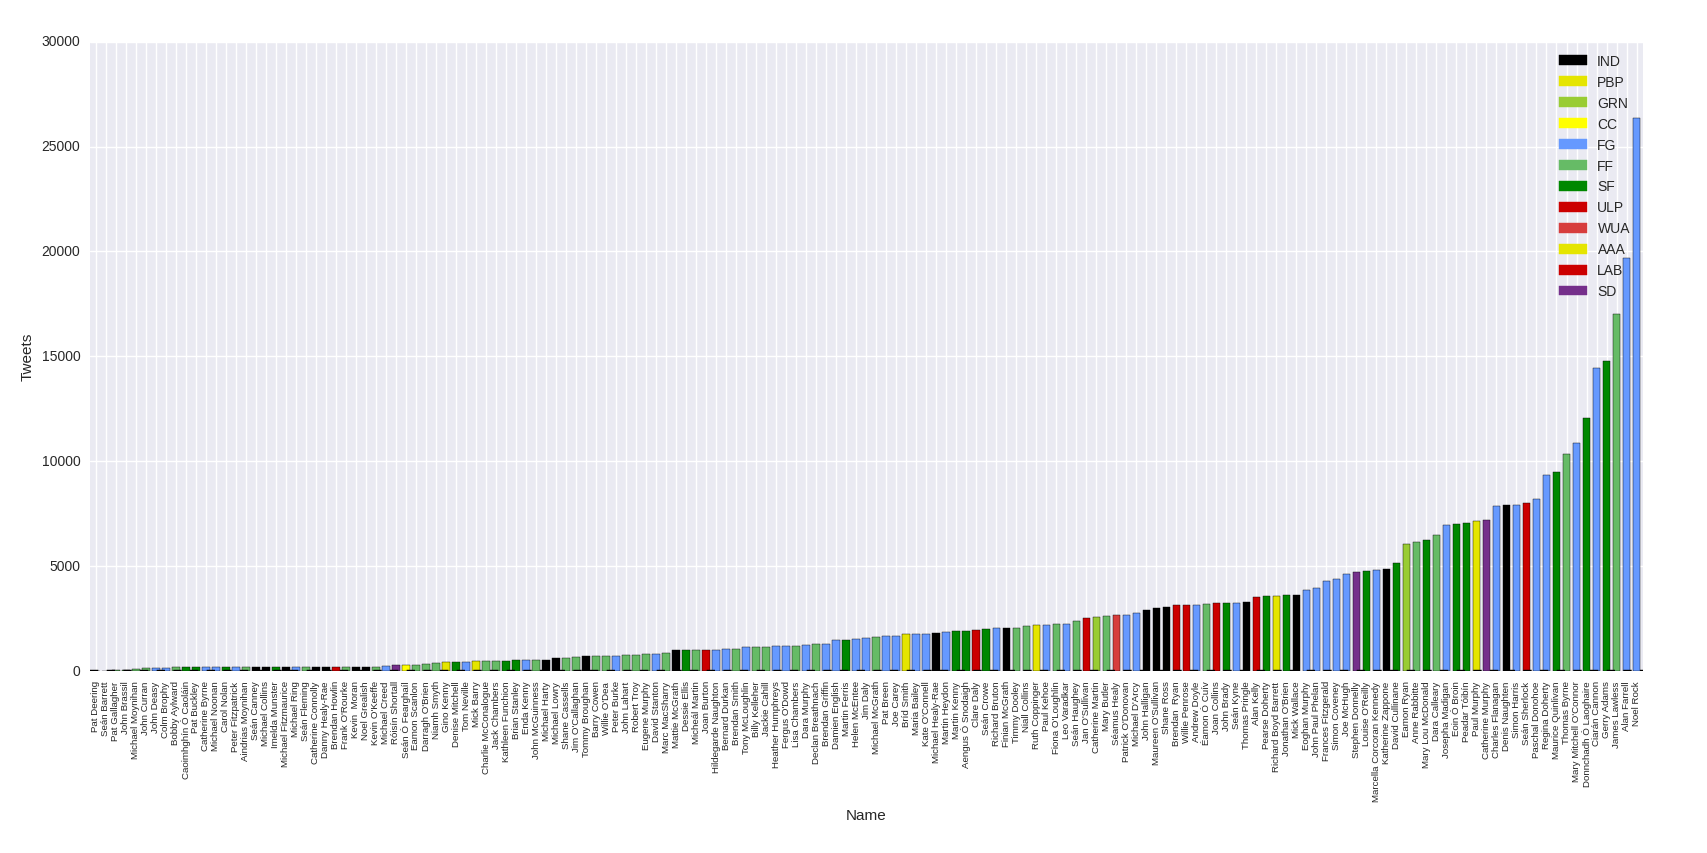 30000
25000
20000
15000
10000
5000
0
Tweets
IND
PBP
GRN
CC
FG
FF
SF
ULP
WUA
AAA
LAB
SD
Pat Deering
Seán Barrett
Pat Gallagher
John Brassil
Michael Moynihan
John Curran
John Deasy
Colm Brophy
Bobby Aylward
Caoimhghín Ó Caoláin
Pat Buckley
Catherine Byrne
Michael Noonan
Carol Nolan
Peter Fitzpatrick
Aindrias Moynihan
Seán Canney
Michael Collins
Imelda Munster
Michael Fitzmaurice
Michael Ring
Seán Fleming
Catherine Connolly
Danny Healy-Rae
Brendan Howlin
Frank O'Rourke
Kevin Moran
Noel Grealish
Kevin O'Keeffe
Michael Creed
Róisín Shortall
Seán Ó Fearghaíl
Eamon Scanlon
Darragh O'Brien
Niamh Smyth
Gino Kenny
Denise Mitchell
Tom Neville
Mick Barry
Charlie McConalogue
Jack Chambers
Kathleen Funchion
Brian Stanley
Enda Kenny
John McGuinness
Michael Harty
Michael Lowry
Shane Cassells
Jim O'Callaghan
Tommy Broughan
Barry Cowen
Willie O'Dea
Peter Burke
John Lahart
Robert Troy
Eugene Murphy
David Stanton
Marc MacSharry
Mattie McGrath
Dessie Ellis
Micheál Martin
Joan Burton
Hildegarde Naughton
Bernard Durkan
Brendan Smith
Tony McLoughlin
Billy Kelleher
Jackie Cahill
Heather Humphreys
Fergus O'Dowd
Lisa Chambers
Dara Murphy
Declan Breathnach
Brendan Griffin
Damien English
Martin Ferris
Helen McEntee
Jim Daly
Michael McGrath
Pat Breen
Joe Carey
Bríd Smith
Maria Bailey
Kate O'Connell
Michael Healy-Rae
Martin Heydon
Martin Kenny
Aengus Ó Snodaigh
Clare Daly
Seán Crowe
Richard Bruton
Finian McGrath
Timmy Dooley
Niall Collins
Ruth Coppinger
Paul Kehoe
Fiona O'Loughlin
Leo Varadkar
Seán Haughey
Jan O'Sullivan
Catherine Martin
Mary Butler
Séamus Healy
Patrick O'Donovan
Michael D'Arcy
John Halligan
Maureen O'Sullivan
Shane Ross
Brendan Ryan
Willie Penrose
Andrew Doyle
Éamon Ó Cuív
Joan Collins
John Brady
Seán Kyne
Thomas Pringle
Alan Kelly
Pearse Doherty
Richard Boyd Barrett
Jonathan O'Brien
Mick Wallace
Eoghan Murphy
John Paul Phelan
Frances Fitzgerald
Simon Coveney
Joe McHugh
Stephen Donnelly
Louise O'Reilly
Marcella Corcoran Kennedy
Katherine Zappone
David Cullinane
Eamon Ryan
Anne Rabbitte
Mary Lou McDonald
Dara Calleary
Josepha Madigan
Eoin Ó Broin
Peadar Tóibín
Paul Murphy
Catherine Murphy
Charles Flanagan
Denis Naughten
Simon Harris
Seán Sherlock
Paschal Donohoe
Regina Doherty
Maurice Quinlivan
Thomas Byrne
Mary Mitchell O'Connor
Donnchadh Ó Laoghaire
Ciarán Cannon
Gerry Adams
James Lawless
Alan Farrell
Noel Rock
Name